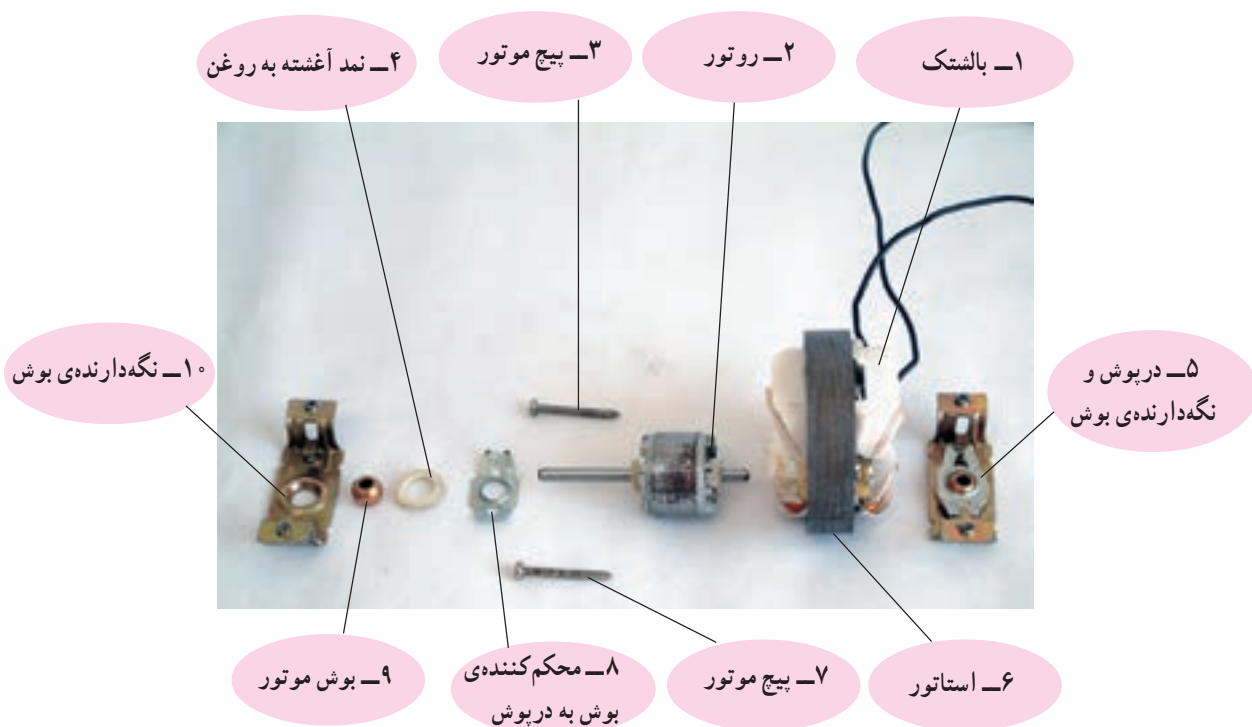 ۱ــ بالشتک
۲ــ روتور
۳ــ پیچ موتور
۴ــ نمد آغشته به روغن
۵ــ درپوش و
نگه‌دارنده‌ی بوش
۱۰ــ نگه‌دارنده‌ی بوش
۶ــ استاتور
۷ــ پیچ موتور
۸ــ محکم‌کننده‌ی
بوش به درپوش
۹ــ بوش موتور